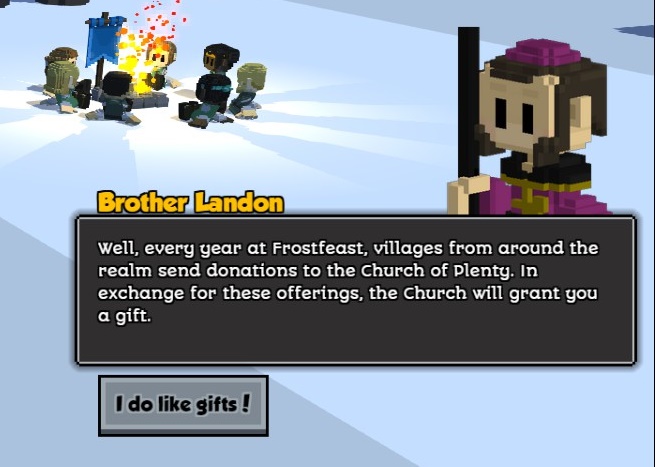 Brother Landon
Well, every year at Frostfeast, villages from around the
realm send donations to the Church of Plenty. In
exchange for these offerings, the Church will grant you
a gift.
I do like gifts!